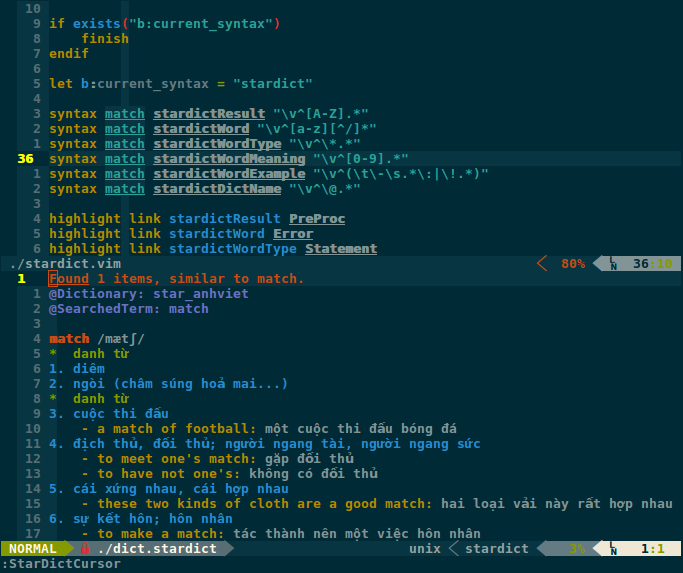 10
9 if exists("b:current_syntax")
8     finish
7 endif
6
5 let b:current_syntax = "stardict"
4
3 syntax match stardictResult "\v^[A-Z].*"
2 syntax match stardictWord "\v^[a-z][^/]*"
1 syntax match stardictWordType "\v^\*.*"
36 syntax match stardictWordMeaning "\v^[0-9].*"
1 syntax match stardictWordExample "\v^(\t\-\s.*\:|\!.*)"
2 syntax match stardictDictName "\v^\@.*"
3
4 highlight link stardictResult PreProc
5 highlight link stardictWord Error
6 highlight link stardictWordType Statement
./stardict.vim 80% LN 36:10
1 Found 1 items, similar to match.
1 @Dictionary: star_anhviet
2 @SearchedTerm: match
3
4 match /mætʃ/
5 *  danh từ
6 1. diêm
7 2. ngòi (châm súng hoả mai...)
8 *  danh từ
9 3. cuộc thi đấu
10     - a match of football: một cuộc thi đấu bóng đá
11 4. địch thủ, đối thủ; người ngang tài, người ngang sức
12     - to meet one's match: gặp đối thủ
13     - to have not one's: không có đối thủ
14 5. cái xứng nhau, cái hợp nhau
15     - these two kinds of cloth are a good match: hai loại vải này rất hợp nhau
16 6. sự kết hôn; hôn nhân
17     - to make a match: tác thành nên một việc hôn nhân
NORMAL ./dict.stardict unix stardict 3% LN 1:1
:StarDictCursor